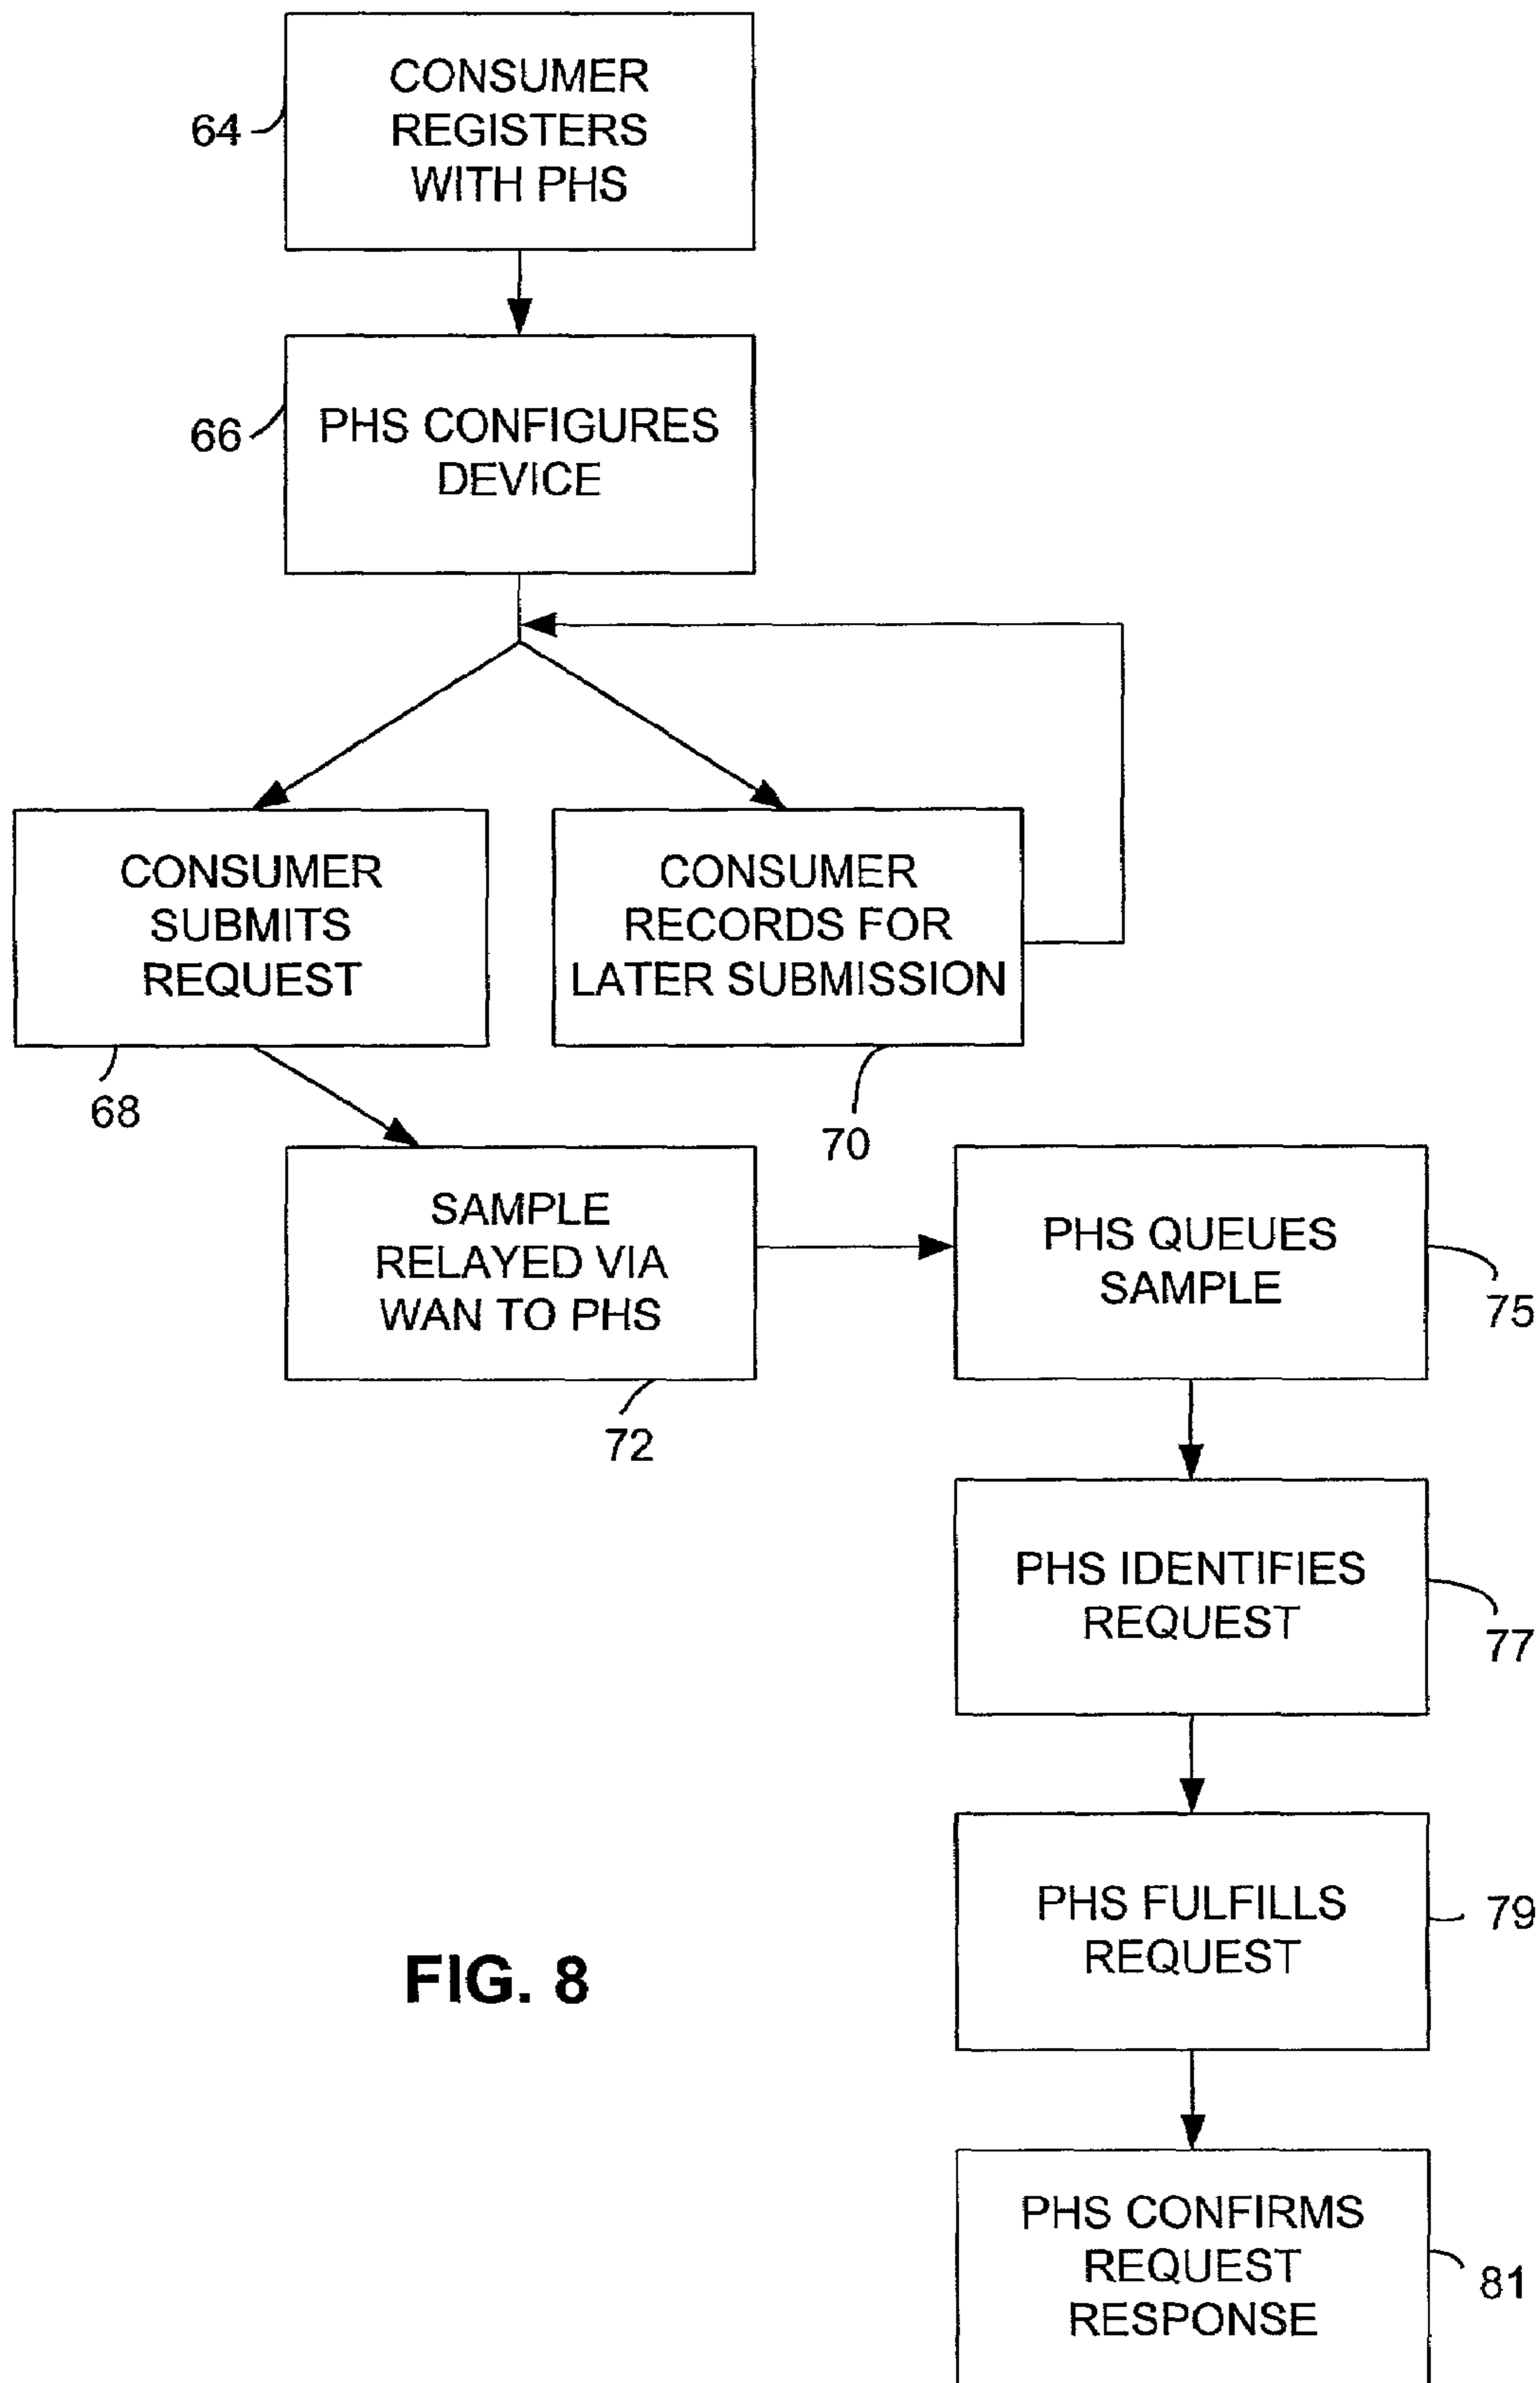 CONSUMER
REGISTERS
WITH PHS
64
PHS CONFIGURES
DEVICE
66
CONSUMER
SUBMITS
REQUEST
68
CONSUMER
RECORDS FOR
LATER SUBMISSION
70
SAMPLE
RELAYED VIA
WAN TO PHS
72
PHS QUEUES
SAMPLE
75
PHS IDENTIFIES
REQUEST
77
PHS FULFILLS
REQUEST
79
FIG. 8
PHS CONFIRMS
REQUEST
RESPONSE
81